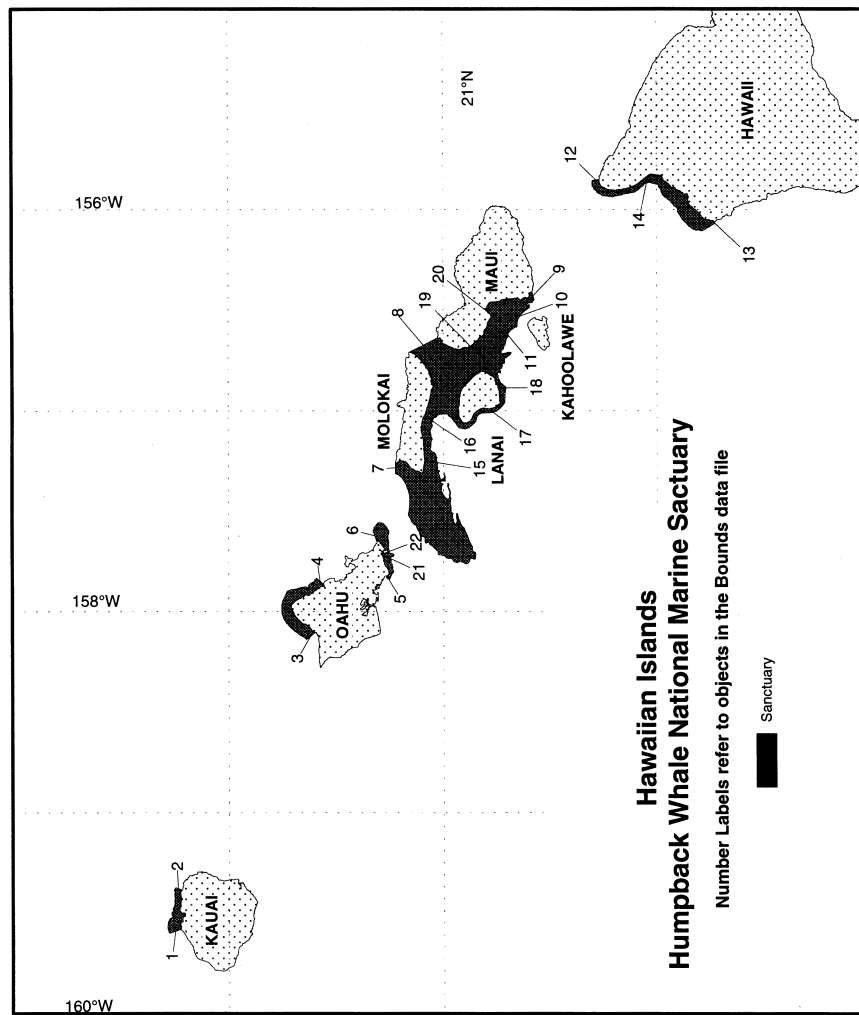 160°W
158°W
156°W
21°N
1
2
KAUAI
3
4
OAHU
5
6
21
22
7
MOLOKAI
8
15
16
LANAI
17
18
19
20
MAUI
9
10
11
KAHOOLAWE
12
14
13
HAWAII
Hawaiian Islands
Humpback Whale National Marine Sactuary
Number Labels refer to objects in the Bounds data file
Sanctuary